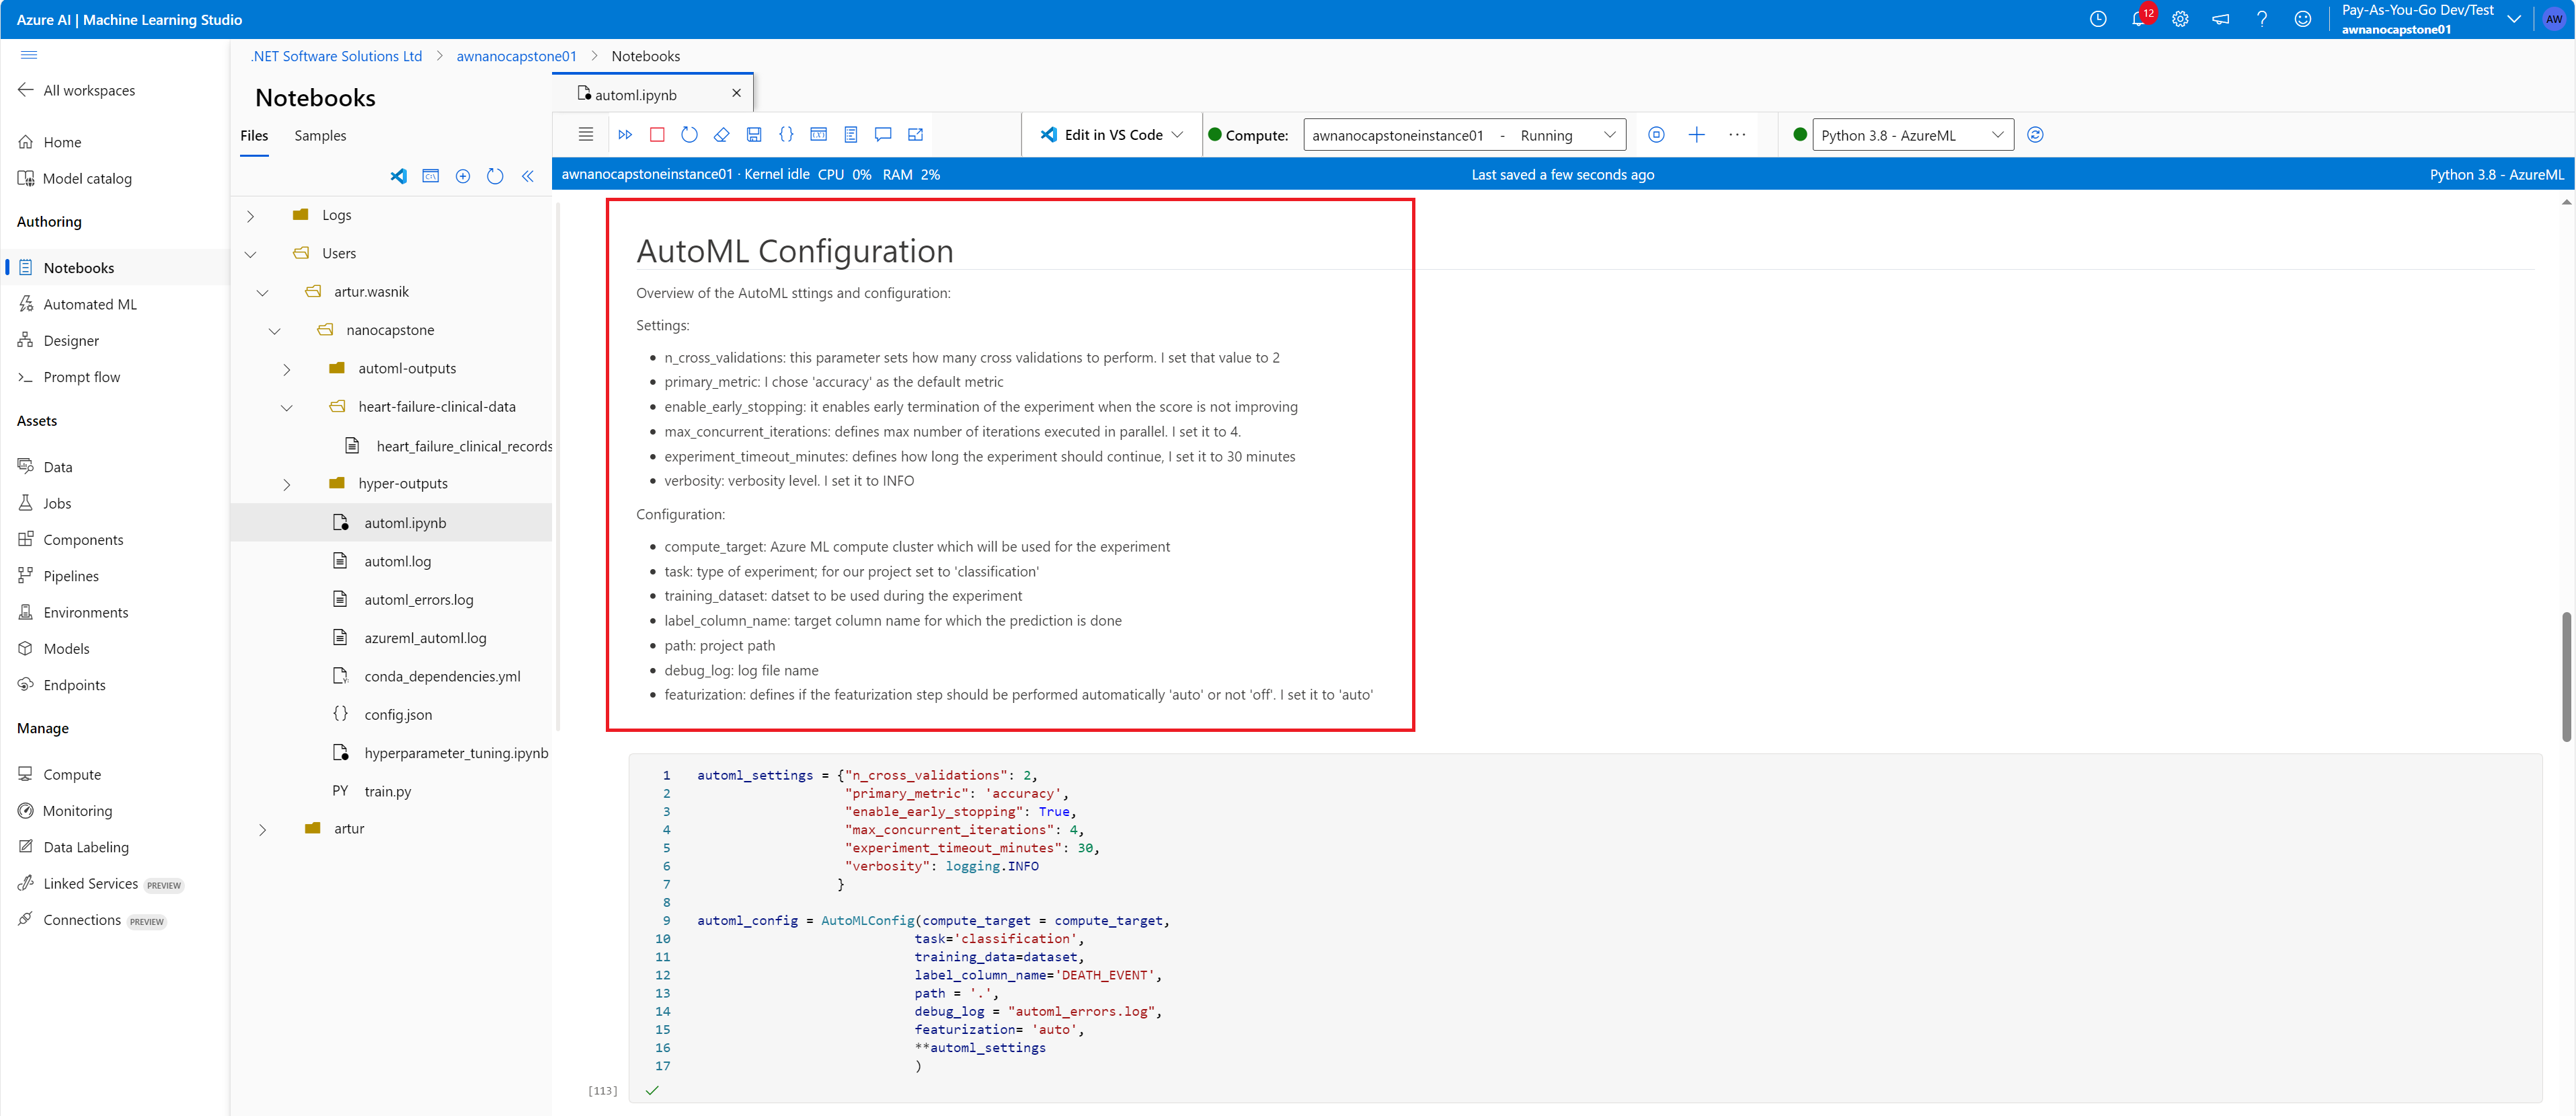 Azure AI | Machine Learning Studio
12
Pay-As-You-Go Dev/Test
awnanocapstone01
AW
All workspaces
Home
Model catalog
Authoring
Notebooks
Automated ML
Designer
Prompt flow
Assets
Data
Jobs
Components
Pipelines
Environments
Models
Endpoints
Manage
Compute
Monitoring
Data Labeling
Linked Services PREVIEW
Connections PREVIEW
.NET Software Solutions Ltd > awnanocapstone01 > Notebooks
Notebooks
Files Samples
Logs
Users
artur.wasnik
nanocapstone
automl-outputs
heart-failure-clinical-data
heart_failure_clinical_records
hyper-outputs
automl.ipynb
automl.log
automl_errors.log
azureml_automl.log
conda_dependencies.yml
config.json
hyperparameter_tuning.ipynb
PY train.py
artur
automl.ipynb
Edit in VS Code
Compute: awnanocapstoneinstance01 - Running
Python 3.8 - AzureML
awnanocapstoneinstance01 · Kernel idle CPU 0% RAM 2%
Last saved a few seconds ago
Python 3.8 - AzureML
AutoML Configuration
Overview of the AutoML sttings and configuration:
Settings:
• n_cross_validations: this parameter sets how many cross validations to perform. I set that value to 2
• primary_metric: I chose 'accuracy' as the default metric
• enable_early_stopping: it enables early termination of the experiment when the score is not improving
• max_concurrent_iterations: defines max number of iterations executed in parallel. I set it to 4.
• experiment_timeout_minutes: defines how long the experiment should continue, I set it to 30 minutes
• verbosity: verbosity level. I set it to INFO
Configuration:
• compute_target: Azure ML compute cluster which will be used for the experiment
• task: type of experiment; for our project set to 'classification'
• training_dataset: datset to be used during the experiment
• label_column_name: target column name for which the prediction is done
• path: project path
• debug_log: log file name
• featurization: defines if the featurization step should be performed automatically 'auto' or not 'off'. I set it to 'auto'
1 automl_settings = {"n_cross_validations": 2,
2 "primary_metric": 'accuracy',
3 "enable_early_stopping": True,
4 "max_concurrent_iterations": 4,
5 "experiment_timeout_minutes": 30,
6 "verbosity": logging.INFO
7 }
8
9 automl_config = AutoMLConfig(compute_target = compute_target,
10 task='classification',
11 training_data=dataset,
12 label_column_name='DEATH_EVENT',
13 path = '.',
14 debug_log = "automl_errors.log",
15 featurization= 'auto',
16 **automl_settings
17 )
[113]